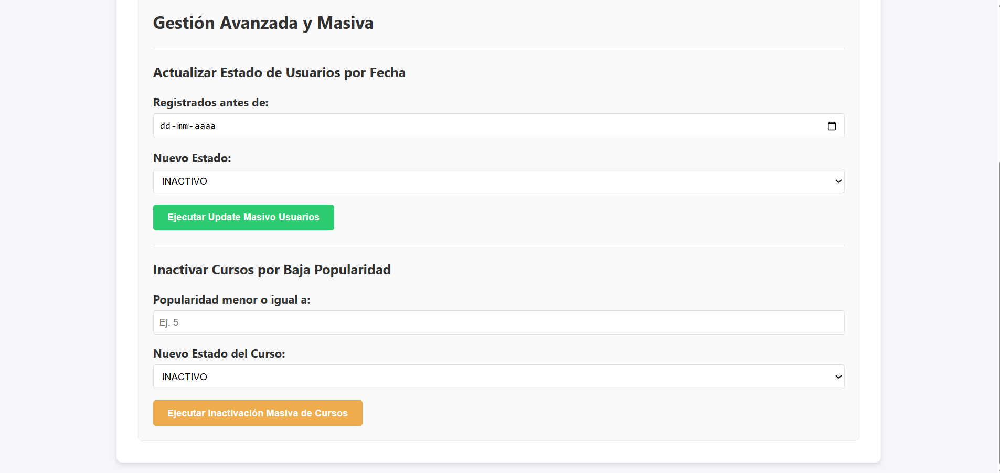 Gestión Avanzada y Masiva
Actualizar Estado de Usuarios por Fecha
Registrados antes de:
dd-mm-aaaa
Nuevo Estado:
INACTIVO
Ejecutar Update Masivo Usuarios
Inactivar Cursos por Baja Popularidad
Popularidad menor o igual a:
Ej. 5
Nuevo Estado del Curso:
INACTIVO
Ejecutar Inactivación Masiva de Cursos